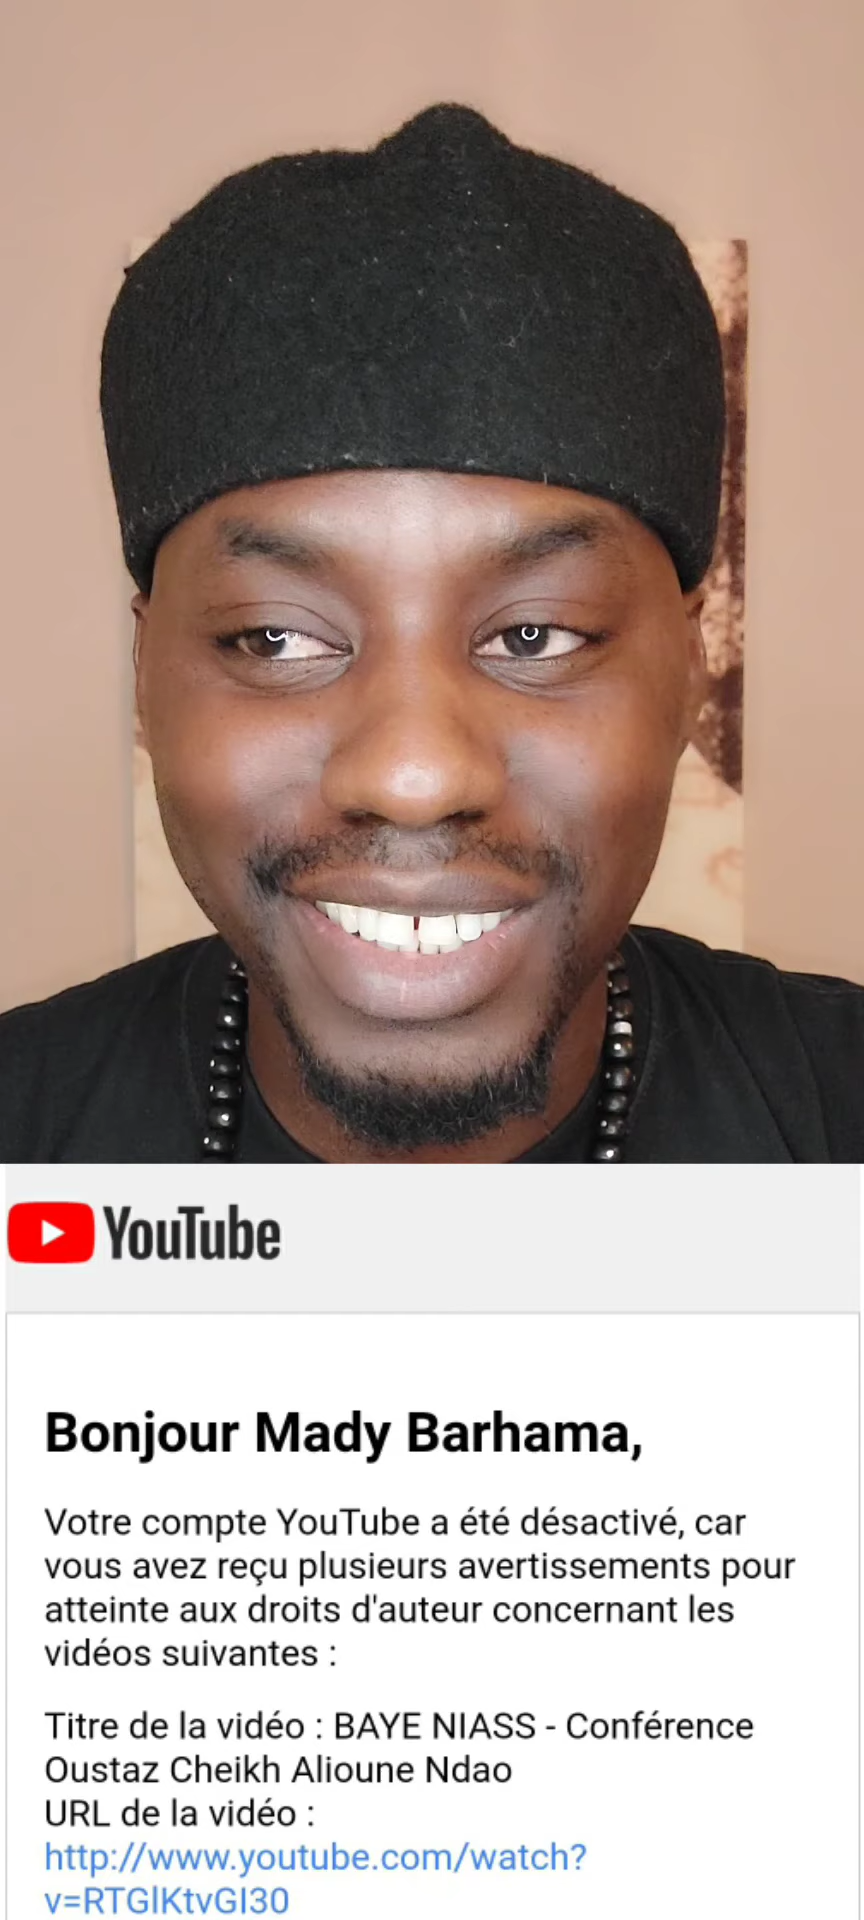 YouTube
Bonjour Mady Barhama,
Votre compte YouTube a été désactivé, car
vous avez reçu plusieurs avertissements pour
atteinte aux droits d'auteur concernant les
vidéos suivantes :
Titre de la vidéo : BAYE NIASS - Conférence
Oustaz Cheikh Alioune Ndao
URL de la vidéo :
http://www.youtube.com/watch?
v=RTGlKtvGI30